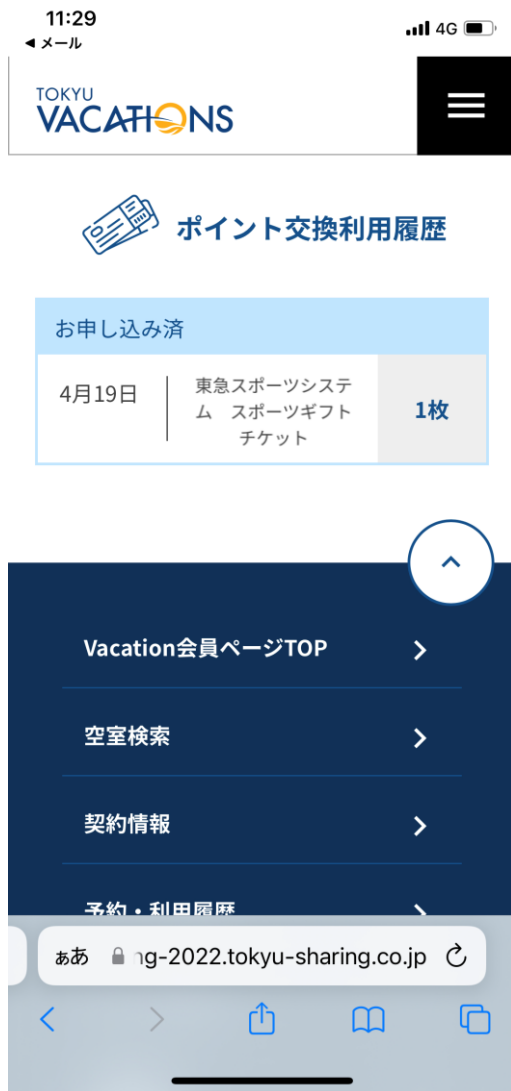 11:29
4G
◀ メール
TOKYU
VACATIONS
ポイント交換利用履歴
お申し込み済
4月19日
東急スポーツシステ
ム　スポーツギフト
チケット
1枚
Vacation会員ページTOP
空室検索
契約情報
予約・利用履歴
ぁあ
ng-2022.tokyu-sharing.co.jp